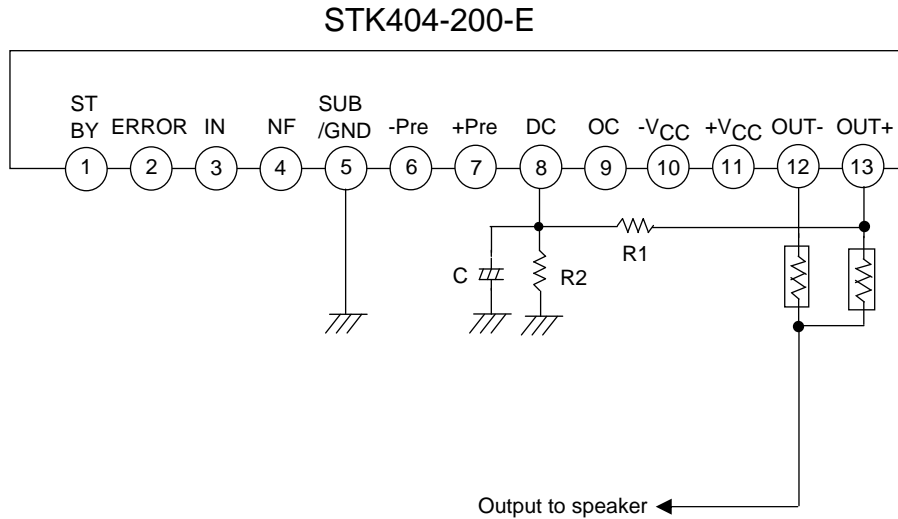 STK404-200-E
ST
BY
ERROR
IN
NF
SUB
/GND
-Pre
+Pre
DC
OC
-VCC
+VCC
OUT-
OUT+
1 2 3 4 5 6 7 8 9 10 11 12 13
R1
C
R2
Output to speaker